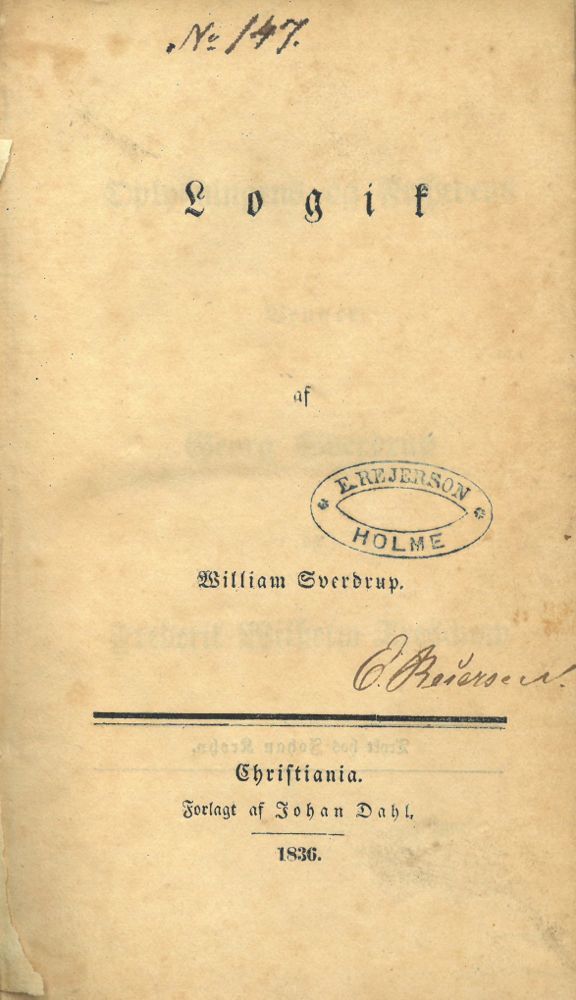 No 147.
Logik
af
E. REJERSON
HOLME
William Sverdrup.
Christiania.
Forlagt af Johan Dahl.
1836.